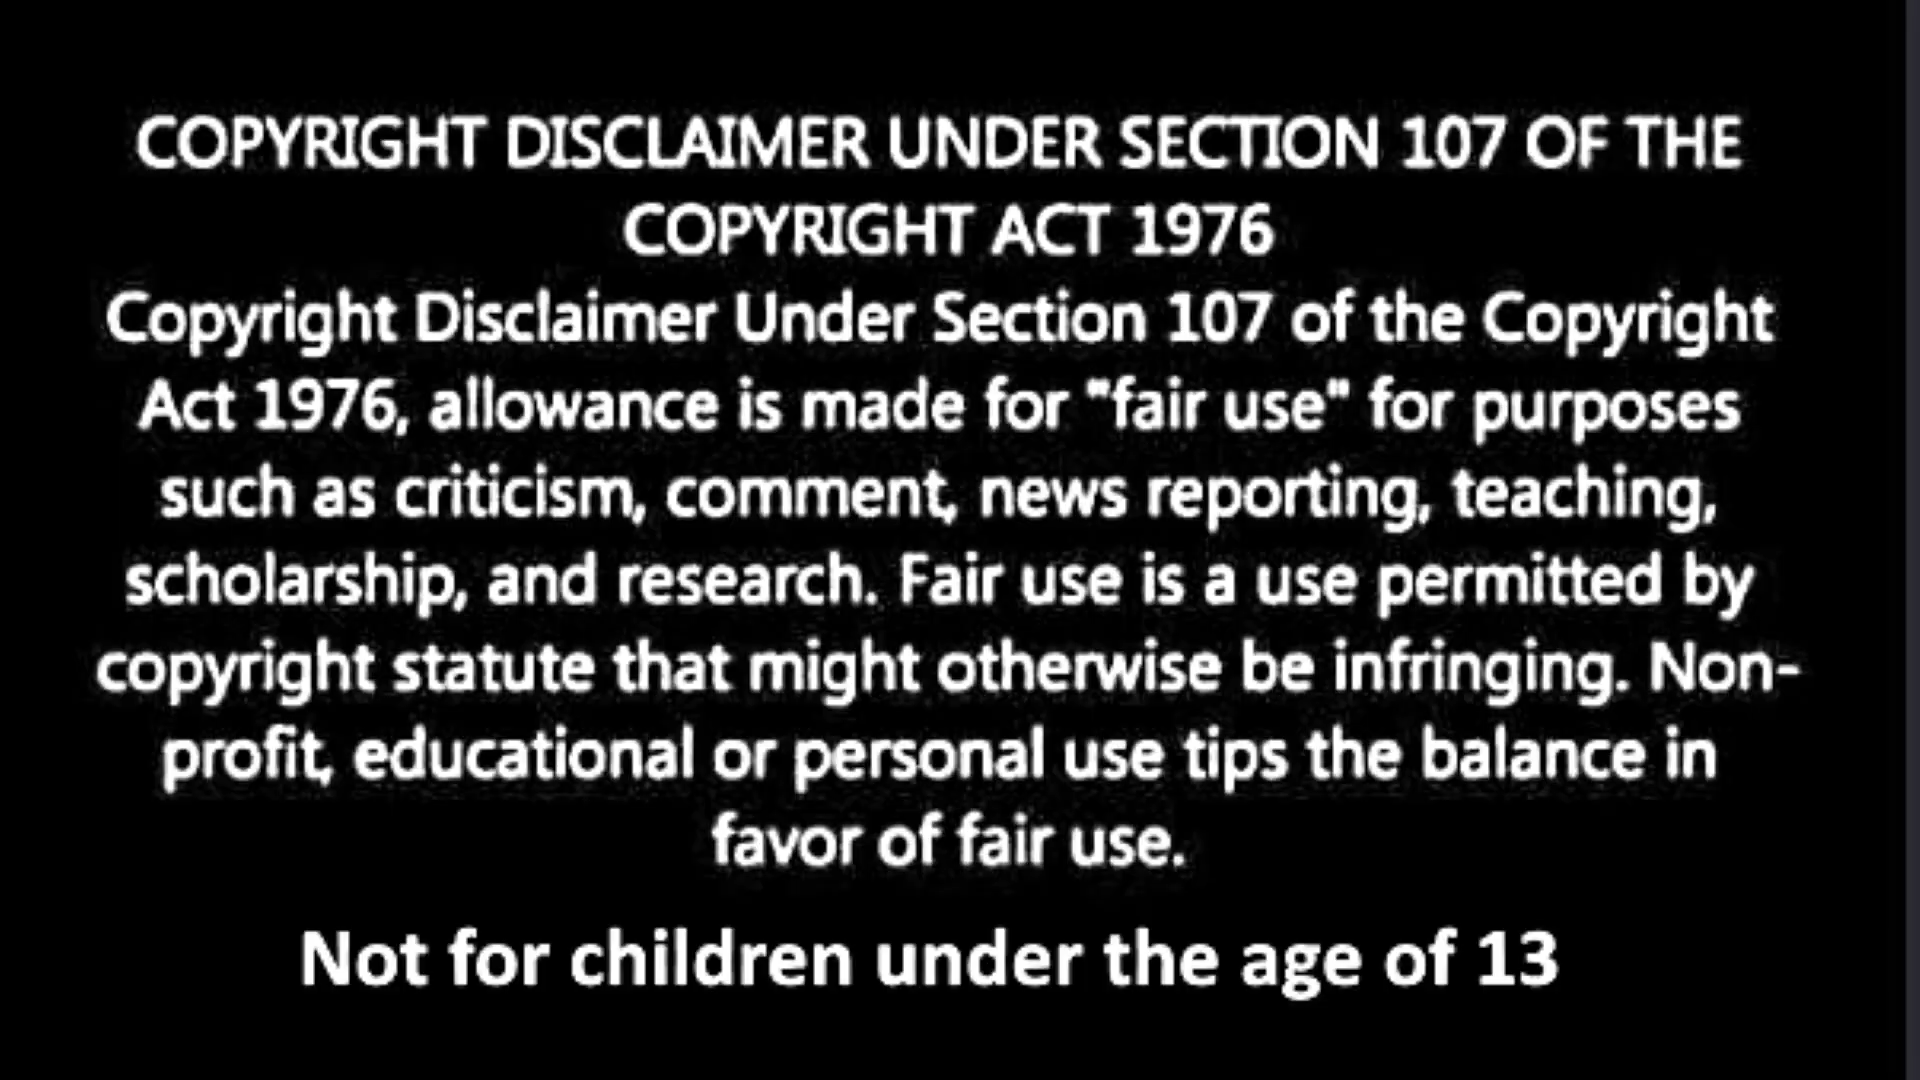 COPYRIGHT DISCLAIMER UNDER SECTION 107 OF THE
COPYRIGHT ACT 1976
Copyright Disclaimer Under Section 107 of the Copyright
Act 1976, allowance is made for "fair use" for purposes
such as criticism, comment, news reporting, teaching,
scholarship, and research. Fair use is a use permitted by
copyright statute that might otherwise be infringing. Non-
profit, educational or personal use tips the balance in
favor of fair use.
Not for children under the age of 13